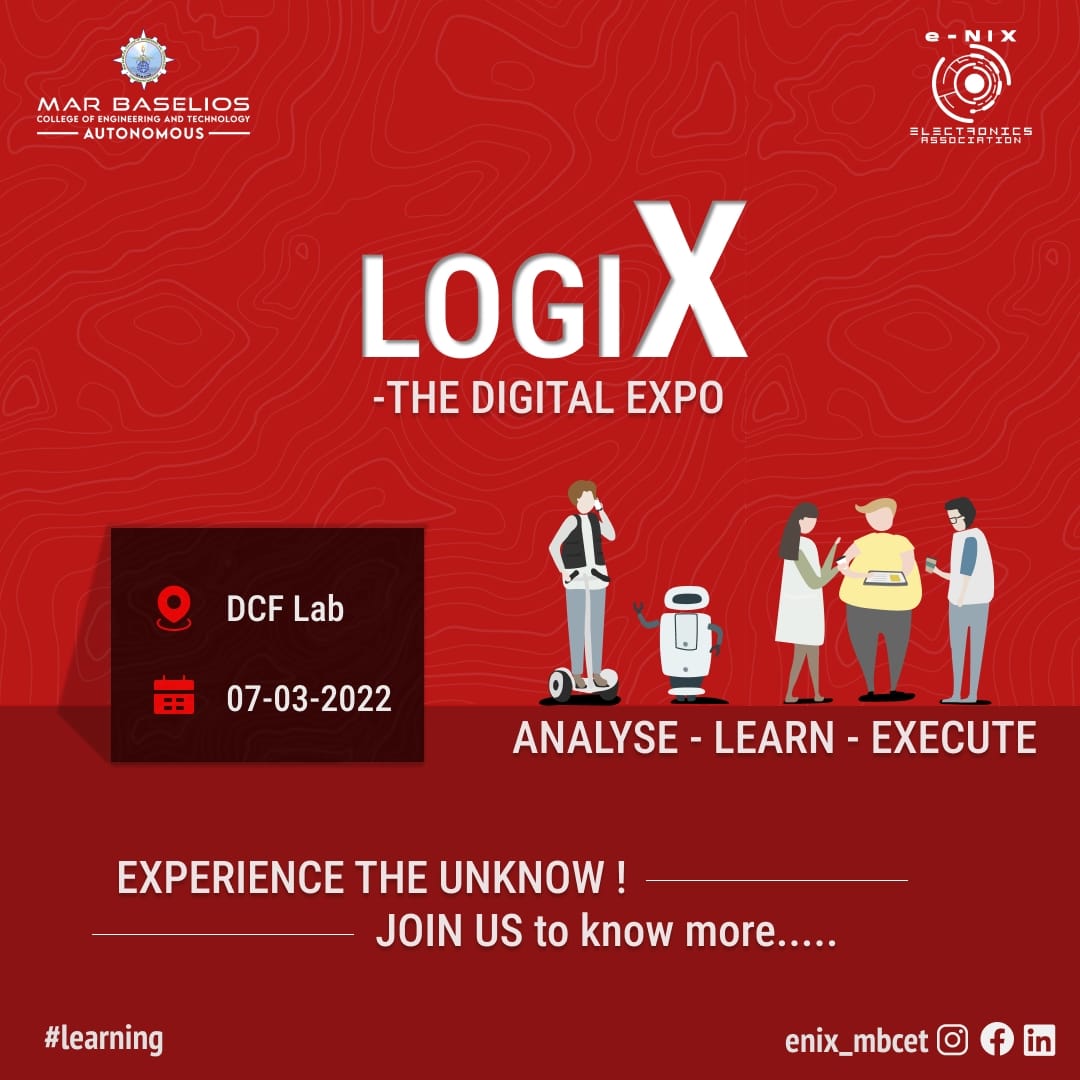 MAR BASELIOS
COLLEGE OF ENGINEERING AND TECHNOLOGY
AUTONOMOUS
e-NIX
ELECTRONICS
ASSOCIATION
LOGIX
-THE DIGITAL EXPO
DCF Lab
07-03-2022
ANALYSE - LEARN - EXECUTE
EXPERIENCE THE UNKNOW !
JOIN US to know more.....
#learning
enix_mbcet